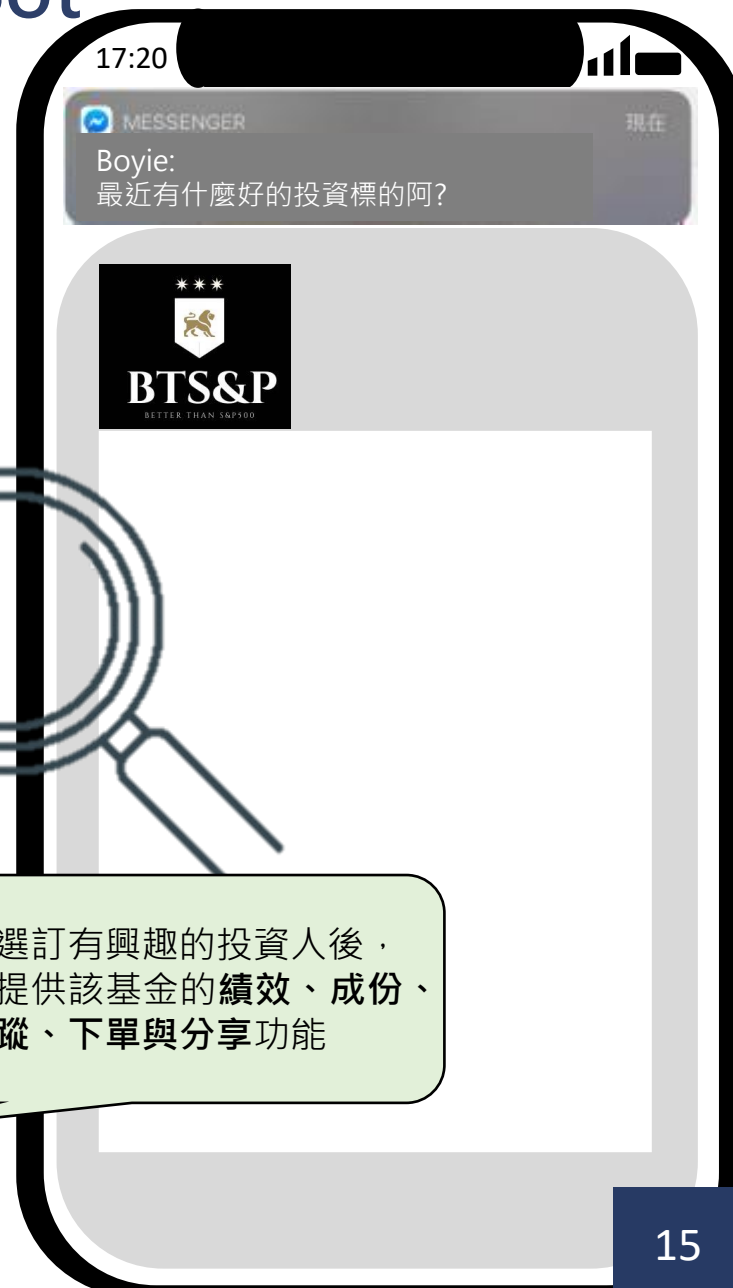 17:20
MESSENGER
現在
Boyie:
最近有什麼好的投資標的阿?
BTS&P
BETTER THAN S&P500
選訂有興趣的投資人後，
提供該基金的績效、成份、
蹤、下單與分享功能
15